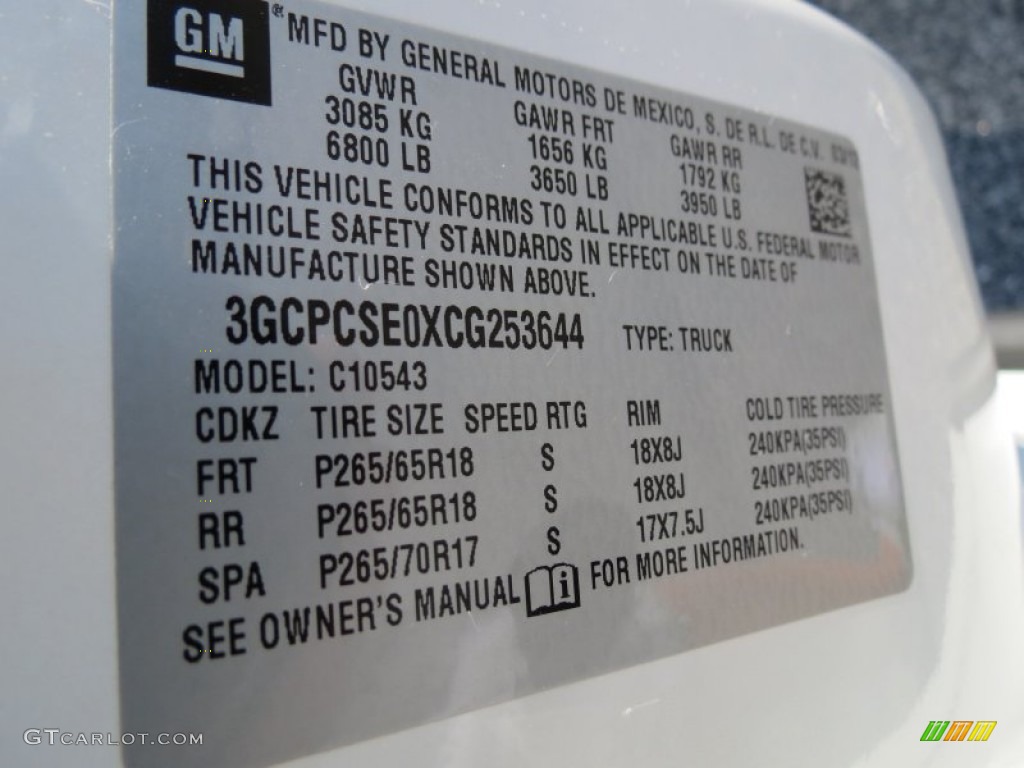 GM® MFD BY GENERAL MOTORS DE MEXICO, S. DE R.L. DE C.V.
GVWR GAWR FRT GAWR RR
3085 KG 1656 KG 1792 KG
6800 LB 3650 LB 3950 LB
THIS VEHICLE CONFORMS TO ALL APPLICABLE U.S. FEDERAL MOTOR
VEHICLE SAFETY STANDARDS IN EFFECT ON THE DATE OF
MANUFACTURE SHOWN ABOVE.
3GCPCSE0XCG253644 TYPE: TRUCK
MODEL: C10543
CDKZ TIRE SIZE SPEED RTG RIM COLD TIRE PRESSURE
FRT P265/65R18 S 18X8J 240KPA(35PSI)
RR P265/65R18 S 18X8J 240KPA(35PSI)
SPA P265/70R17 S 17X7.5J 240KPA(35PSI)
SEE OWNER'S MANUAL i FOR MORE INFORMATION.
GTCARLOT.COM